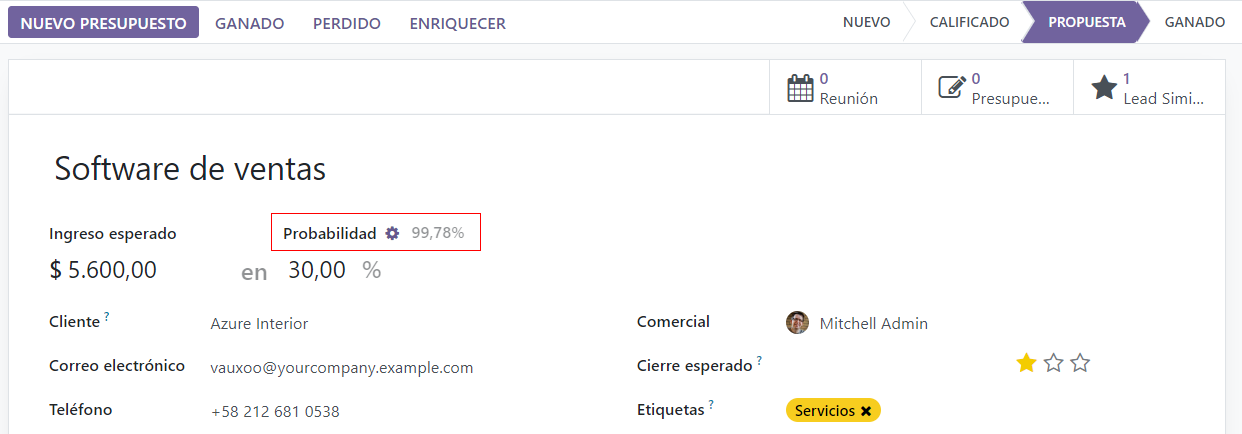 NUEVO PRESUPUESTO GANADO PERDIDO ENRIQUECER NUEVO CALIFICADO PROPUESTA GANADO
0 Reunión
0 Presupue...
1 Lead Simi...
Software de ventas
Ingreso esperado Probabilidad 99,78%
$ 5.600,00 en 30,00 %
Cliente ? Azure Interior
Comercial Mitchell Admin
Correo electrónico vauxoo@yourcompany.example.com
Cierre esperado ?
Teléfono +58 212 681 0538
Etiquetas ? Servicios ✖